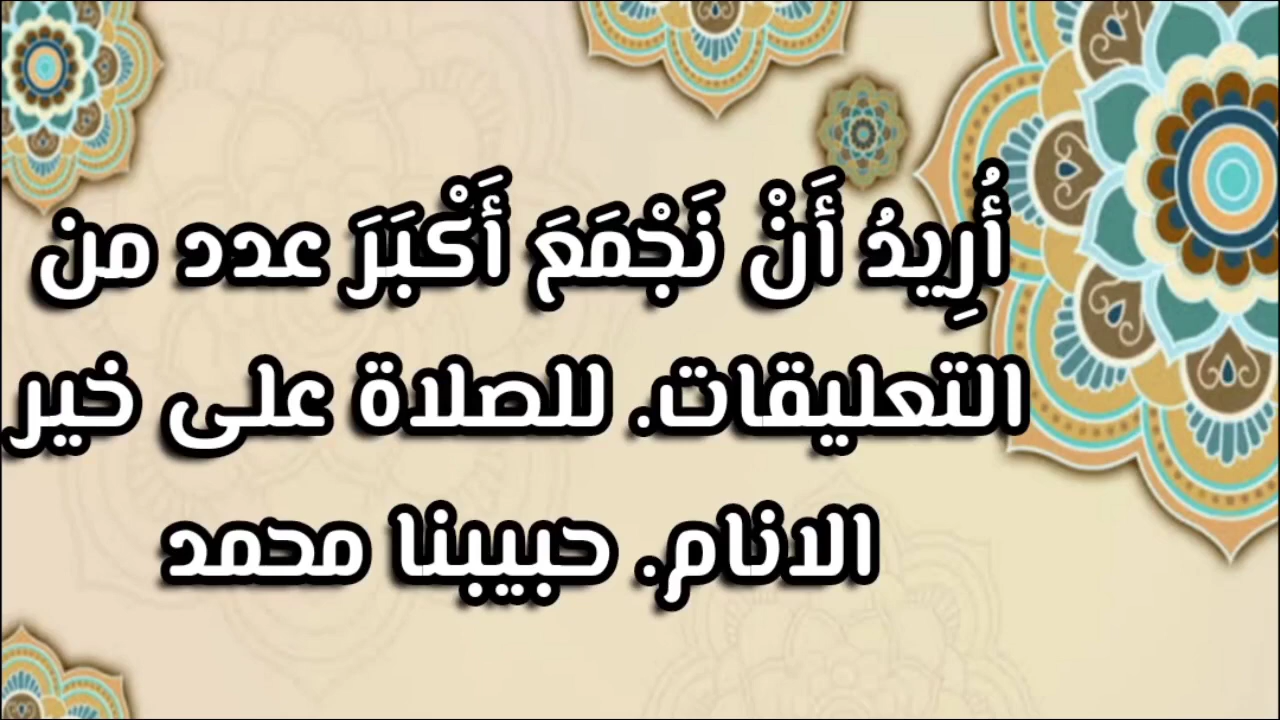 أُرِيدُ أَنْ نَجْمَعَ أَكْبَرَ عدد من
التعليقات. للصلاة على خير
الانام. حبيبنا محمد